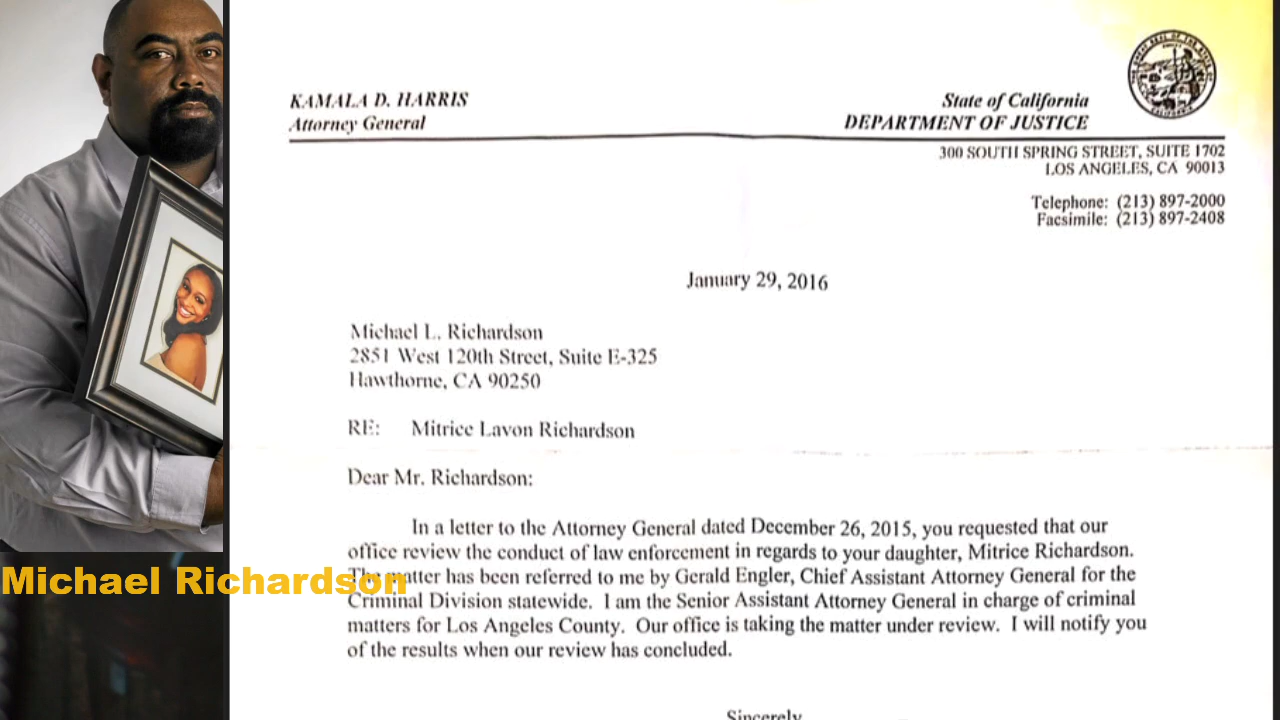 KAMALA D. HARRIS
Attorney General
State of California
DEPARTMENT OF JUSTICE
300 SOUTH SPRING STREET, SUITE 1702
LOS ANGELES, CA 90013
Telephone: (213) 897-2000
Facsimile: (213) 897-2408
January 29, 2016
Michael L. Richardson
2851 West 120th Street, Suite E-325
Hawthorne, CA 90250
RE: Mitrice Lavon Richardson
Dear Mr. Richardson:
In a letter to the Attorney General dated December 26, 2015, you requested that our
office review the conduct of law enforcement in regards to your daughter, Mitrice Richardson.
The matter has been referred to me by Gerald Engler, Chief Assistant Attorney General for the
Michael Richardson
Criminal Division statewide. I am the Senior Assistant Attorney General in charge of criminal
matters for Los Angeles County. Our office is taking the matter under review. I will notify you
of the results when our review has concluded.
Sincerely